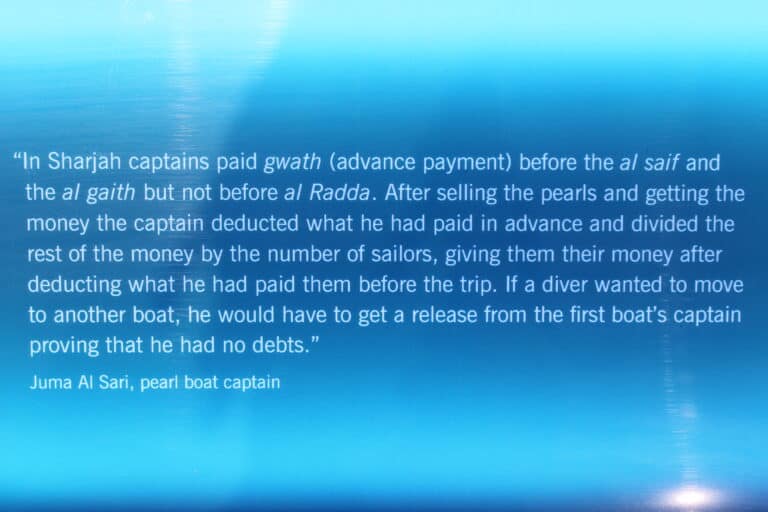 “In Sharjah captains paid gwath (advance payment) before the al saif and
the al gaith but not before al Radda. After selling the pearls and getting the
money the captain deducted what he had paid in advance and divided the
rest of the money by the number of sailors, giving them their money after
deducting what he had paid them before the trip. If a diver wanted to move
to another boat, he would have to get a release from the first boat’s captain
proving that he had no debts.”
Juma Al Sari, pearl boat captain